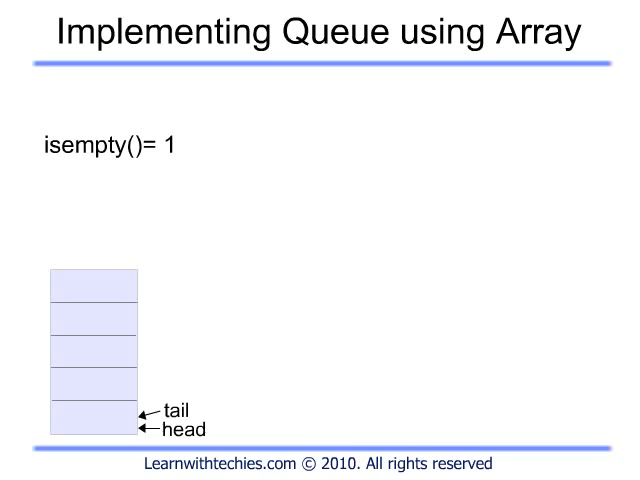 Implementing Queue using Array
isempty()= 1
tail
head
Learnwithtechies.com © 2010. All rights reserved